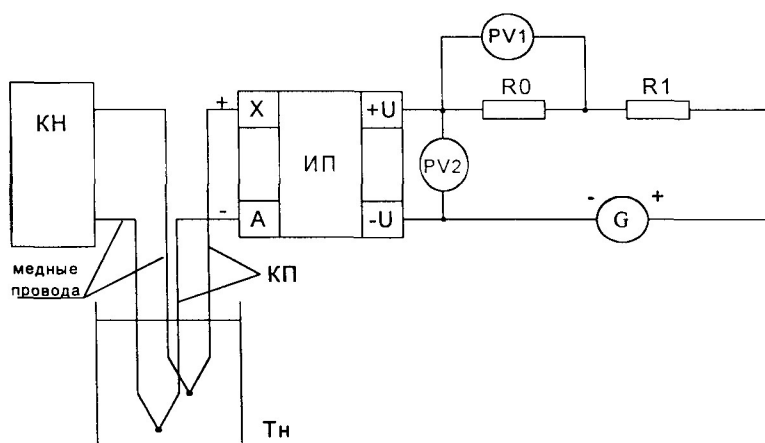 PV1
КН
+
X
+U
R0
R1
ИП
PV2
-
A
-U
-
G
+
медные
провода
КП
Тн